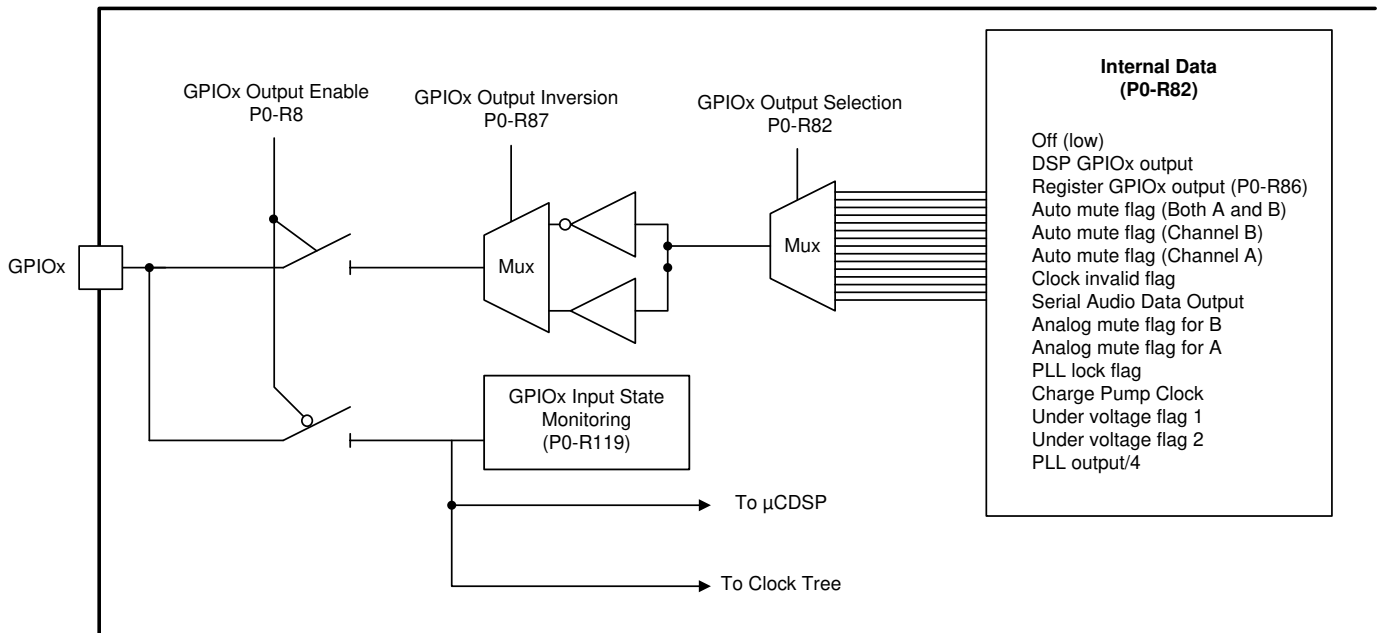 GPIOx Output Enable
P0-R8
GPIOx Output Inversion
P0-R87
GPIOx Output Selection
P0-R82
Internal Data
(P0-R82)
Off (low)
DSP GPIOx output
Register GPIOx output (P0-R86)
Auto mute flag (Both A and B)
Auto mute flag (Channel B)
Auto mute flag (Channel A)
Clock invalid flag
Serial Audio Data Output
Analog mute flag for B
Analog mute flag for A
PLL lock flag
Charge Pump Clock
Under voltage flag 1
Under voltage flag 2
PLL output/4
Mux
Mux
GPIOx
GPIOx Input State
Monitoring
(P0-R119)
To µCDSP
To Clock Tree